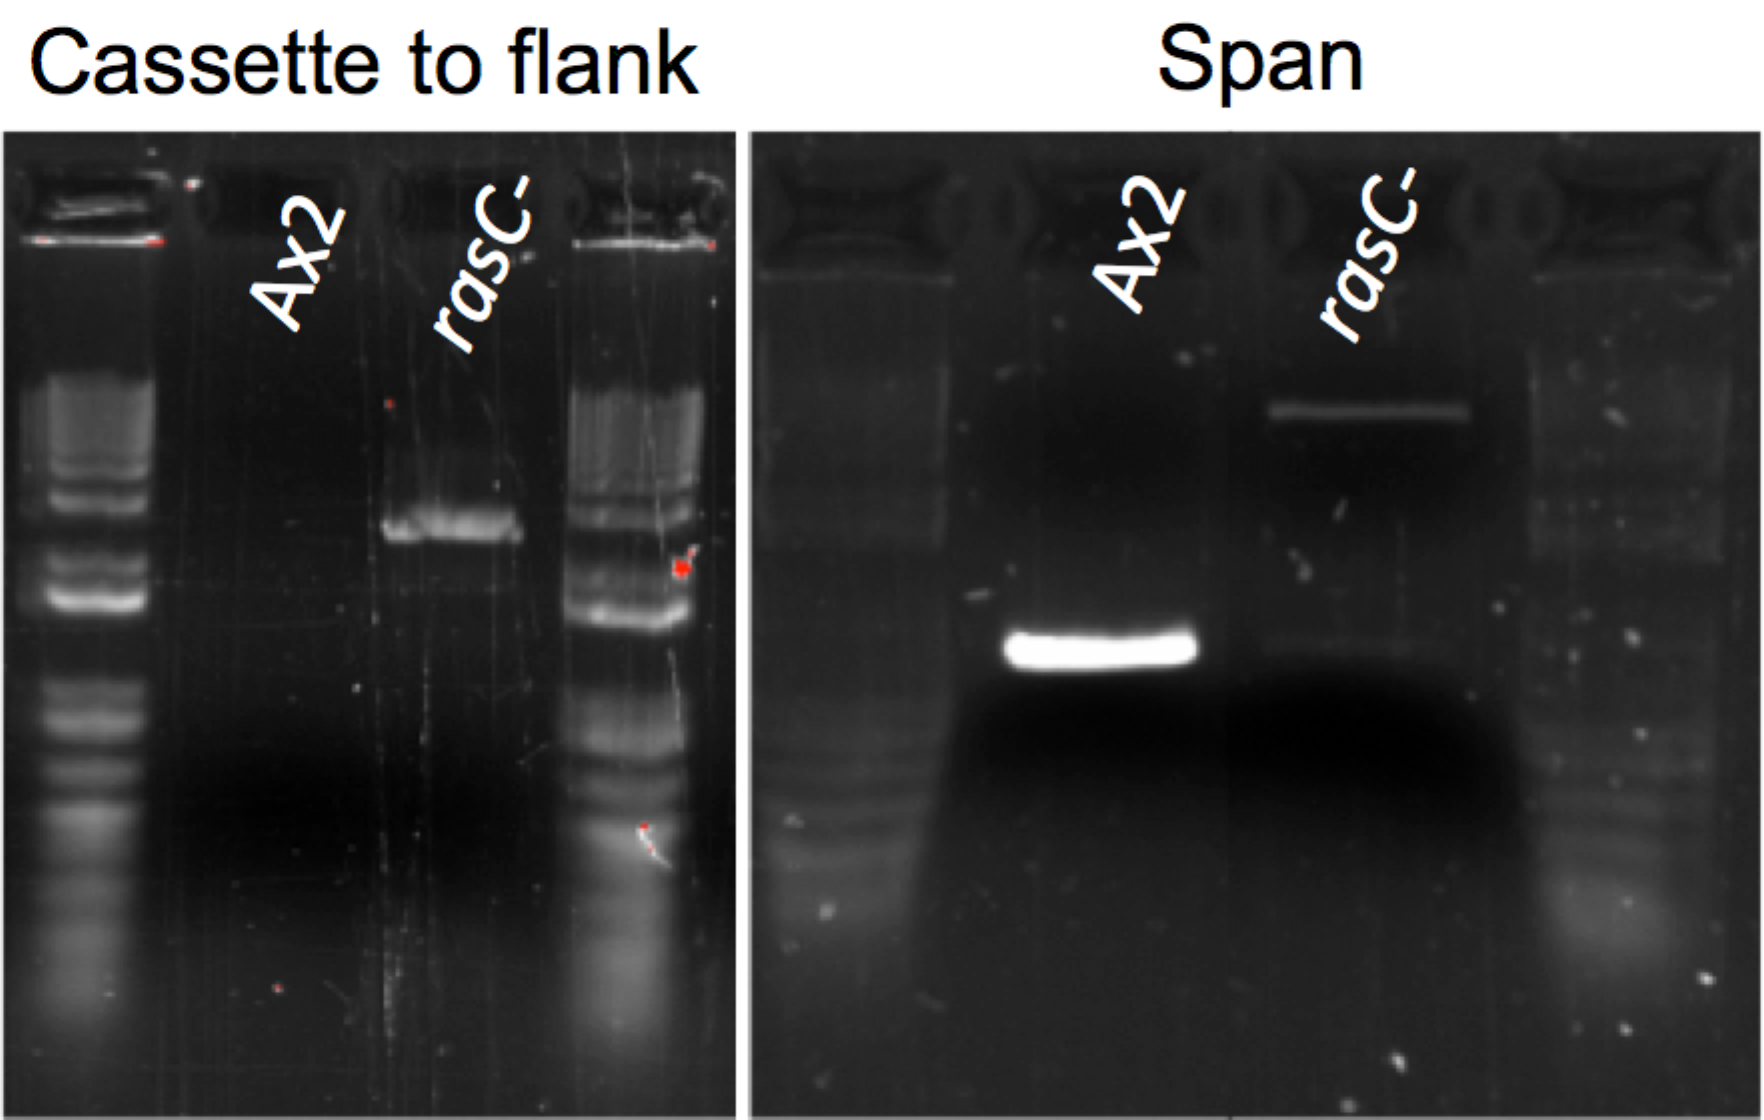 Cassette to flank
Span
Ax2
rasC-
Ax2
rasC-